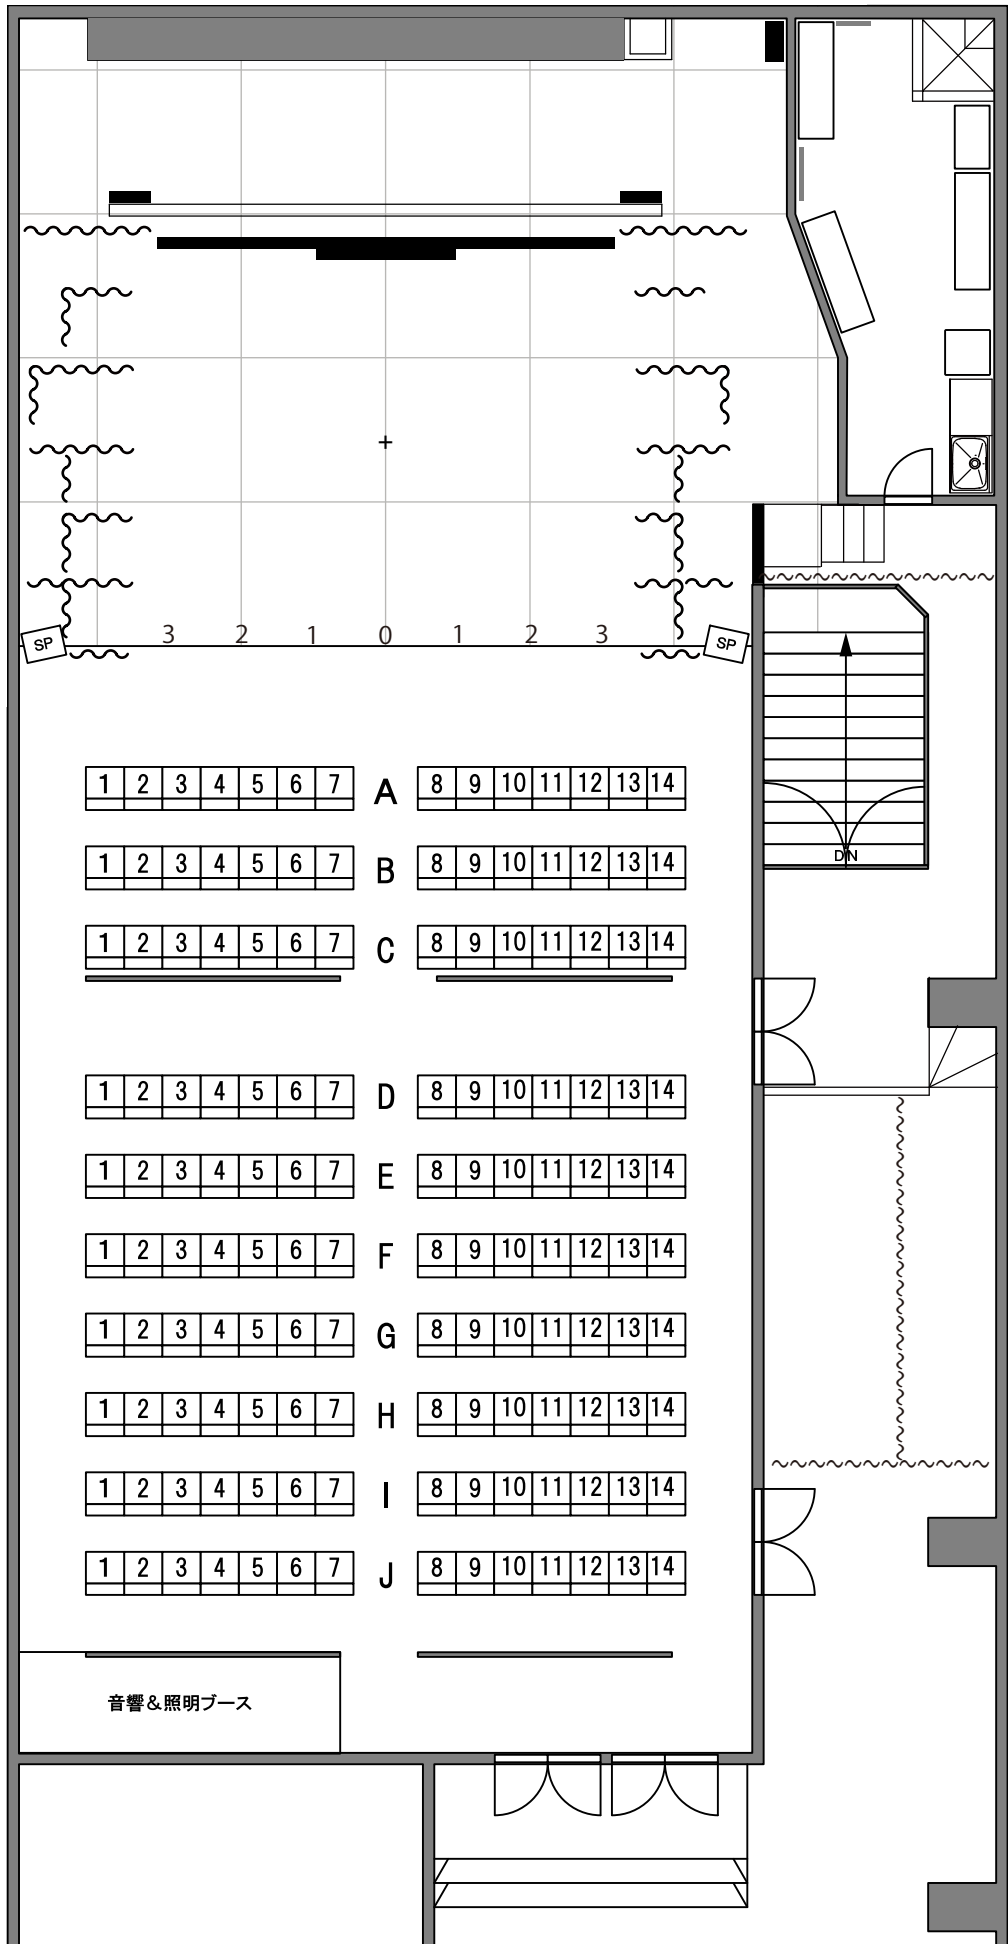 3 2 1 0 1 2 3
SP SP
1 2 3 4 5 6 7 A 8 9 10 11 12 13 14
DN
1 2 3 4 5 6 7 B 8 9 10 11 12 13 14
1 2 3 4 5 6 7 C 8 9 10 11 12 13 14
1 2 3 4 5 6 7 D 8 9 10 11 12 13 14
1 2 3 4 5 6 7 E 8 9 10 11 12 13 14
1 2 3 4 5 6 7 F 8 9 10 11 12 13 14
1 2 3 4 5 6 7 G 8 9 10 11 12 13 14
1 2 3 4 5 6 7 H 8 9 10 11 12 13 14
1 2 3 4 5 6 7 I 8 9 10 11 12 13 14
1 2 3 4 5 6 7 J 8 9 10 11 12 13 14
音響&照明ブース